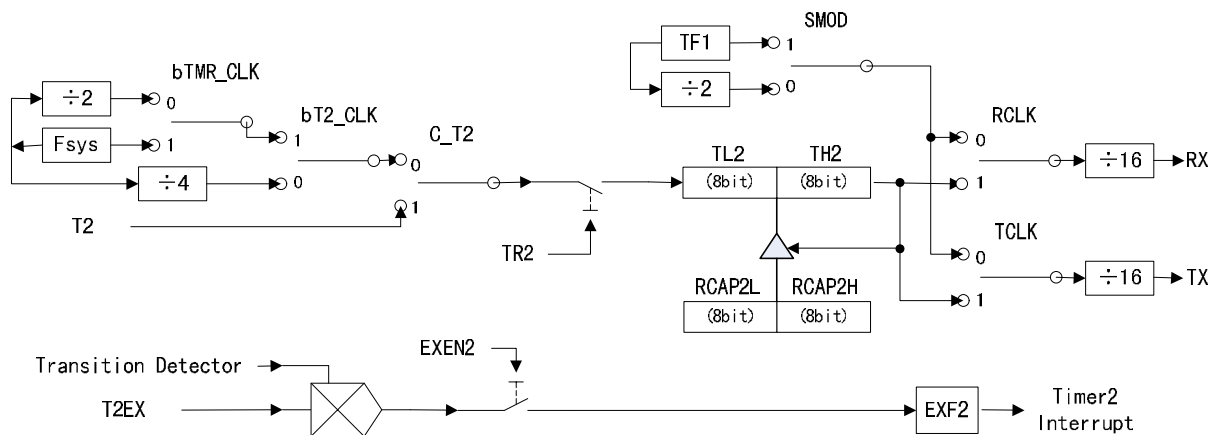 SMOD
TF1
1
÷2
0
bTMR_CLK
÷2
0
bT2_CLK
Fsys
1
1
C_T2
0
÷4
0
1
T2
TR2
TL2
TH2
(8bit)
(8bit)
RCAP2L
RCAP2H
(8bit)
(8bit)
RCLK
0
1
÷16
RX
TCLK
0
1
÷16
TX
Transition Detector
EXEN2
T2EX
EXF2
Timer2
Interrupt